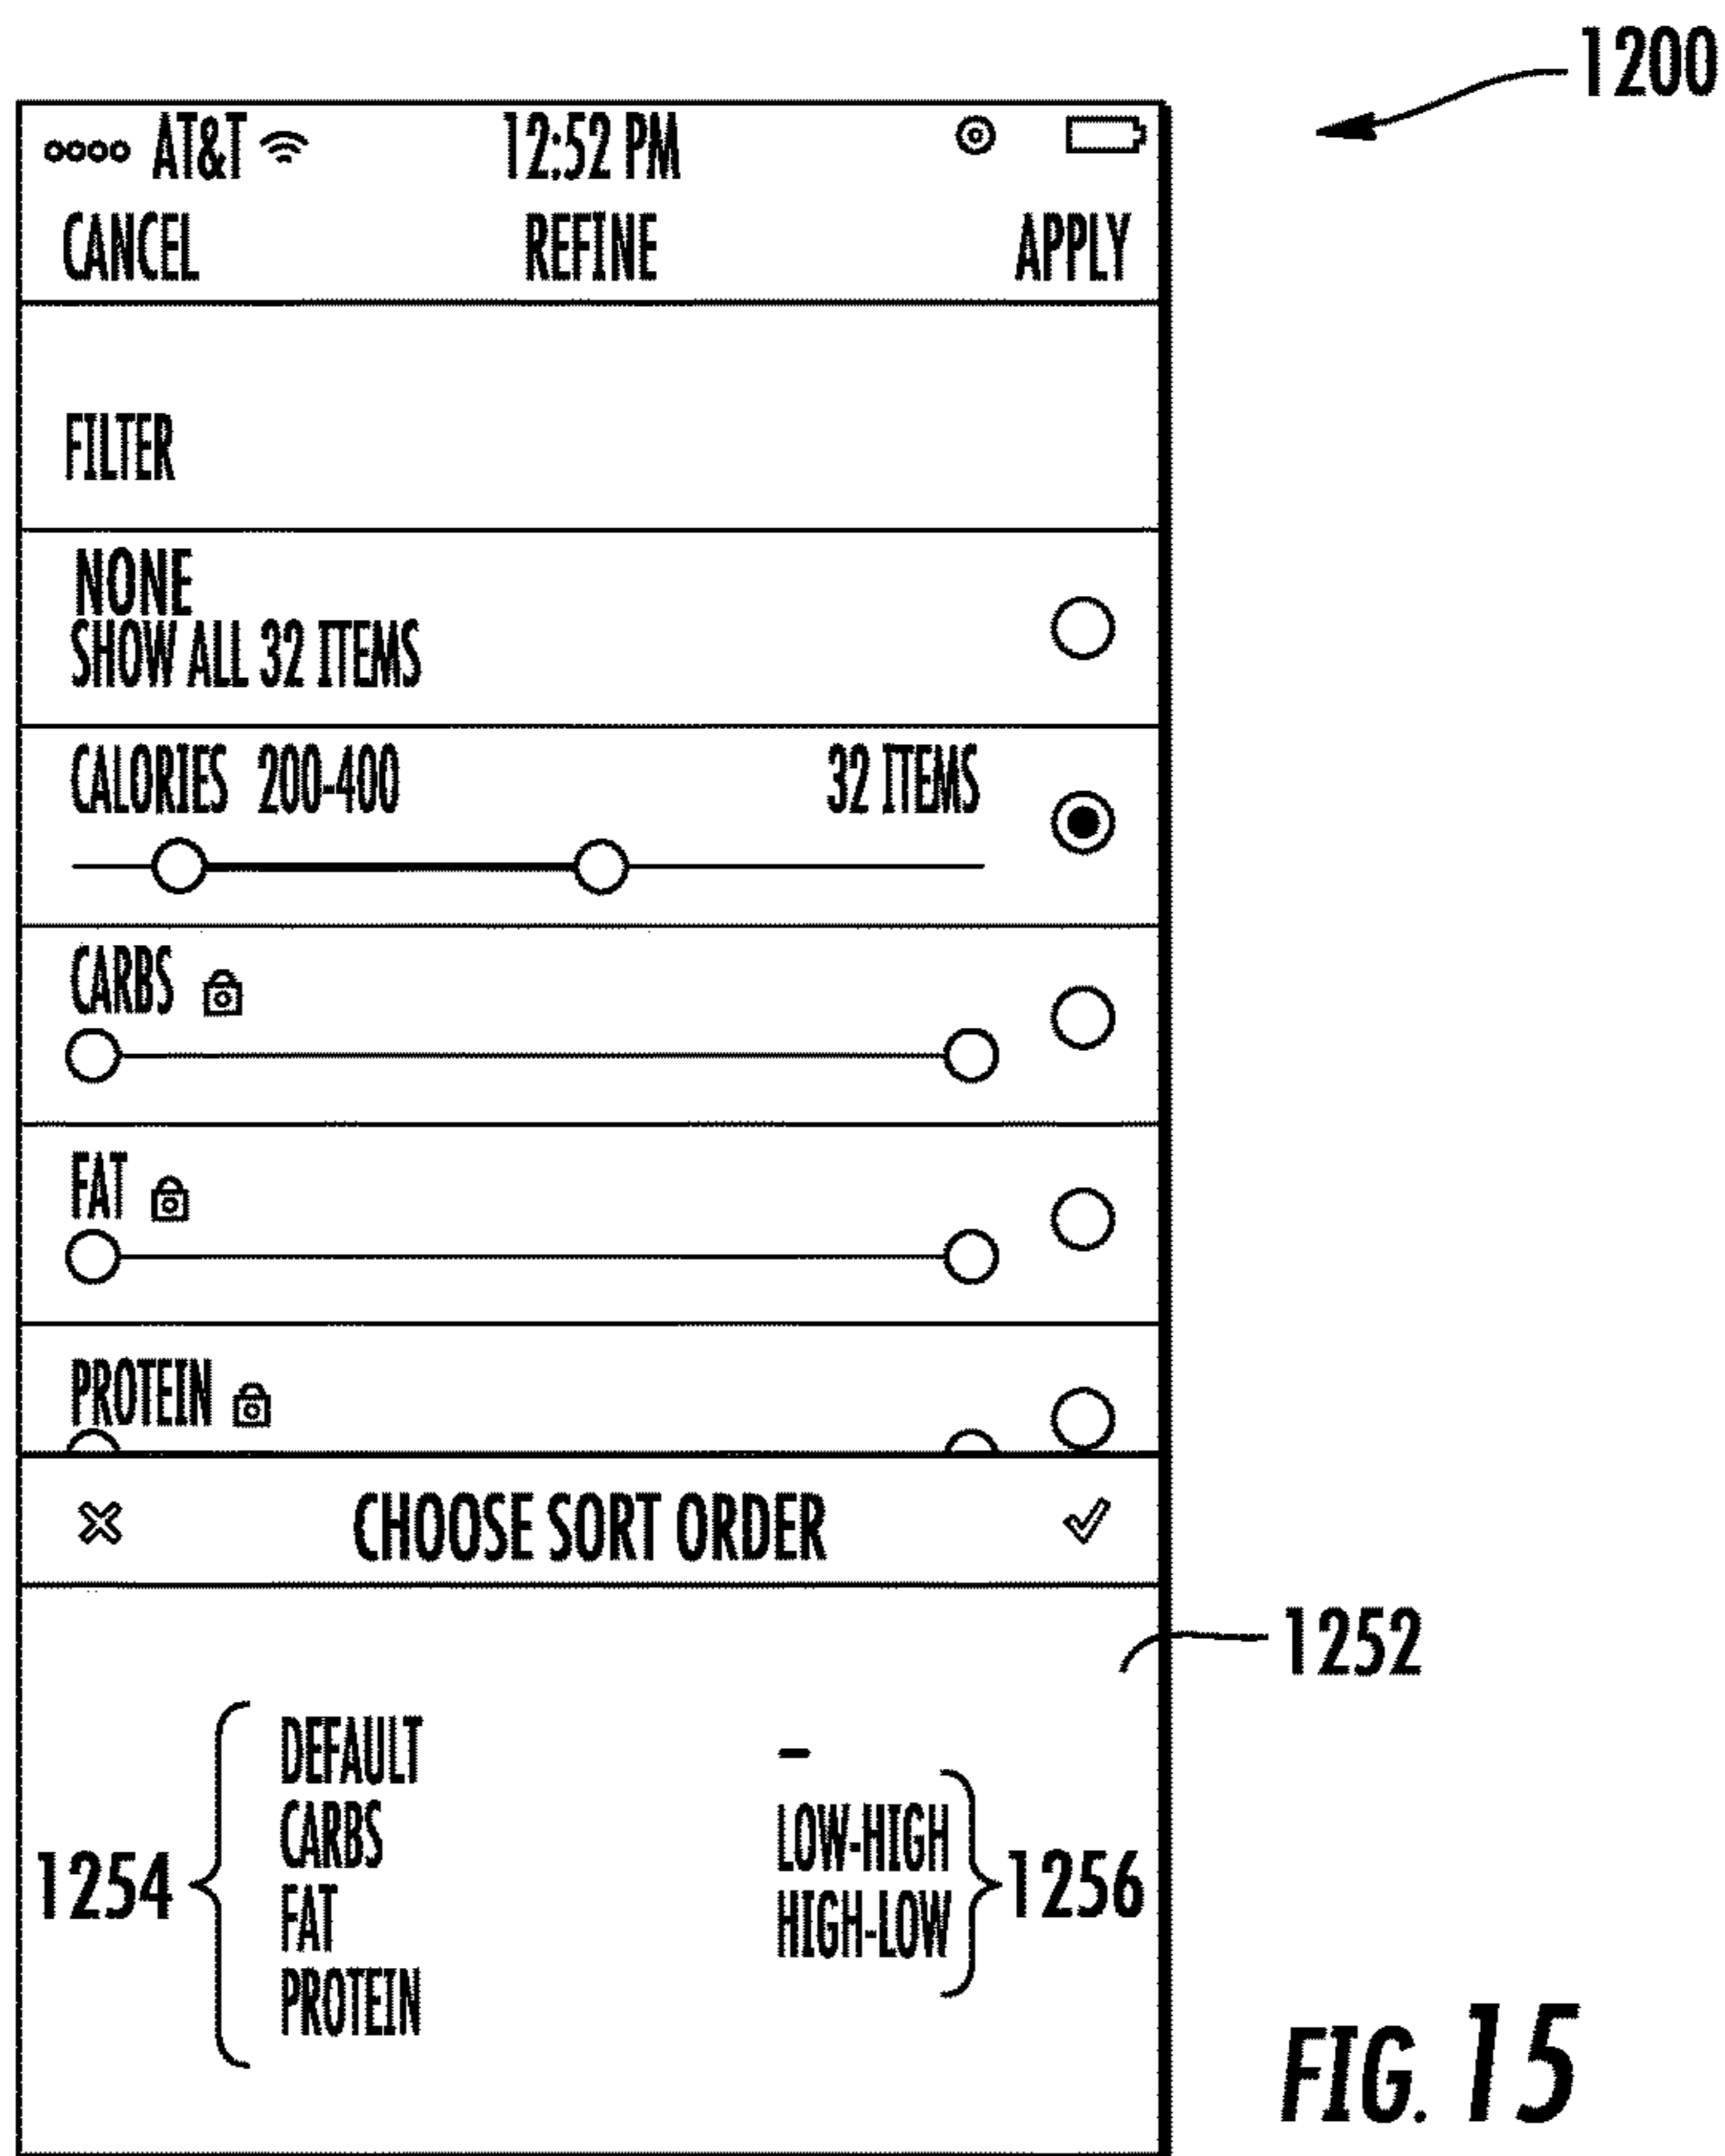 1200
AT&T 12:52 PM
CANCEL REFINE APPLY
FILTER
NONE
SHOW ALL 32 ITEMS
CALORIES 200-400 32 ITEMS
CARBS
FAT
PROTEIN
CHOOSE SORT ORDER
1252
DEFAULT –
CARBS LOW-HIGH
1254 1256
FAT HIGH-LOW
PROTEIN
FIG. 15